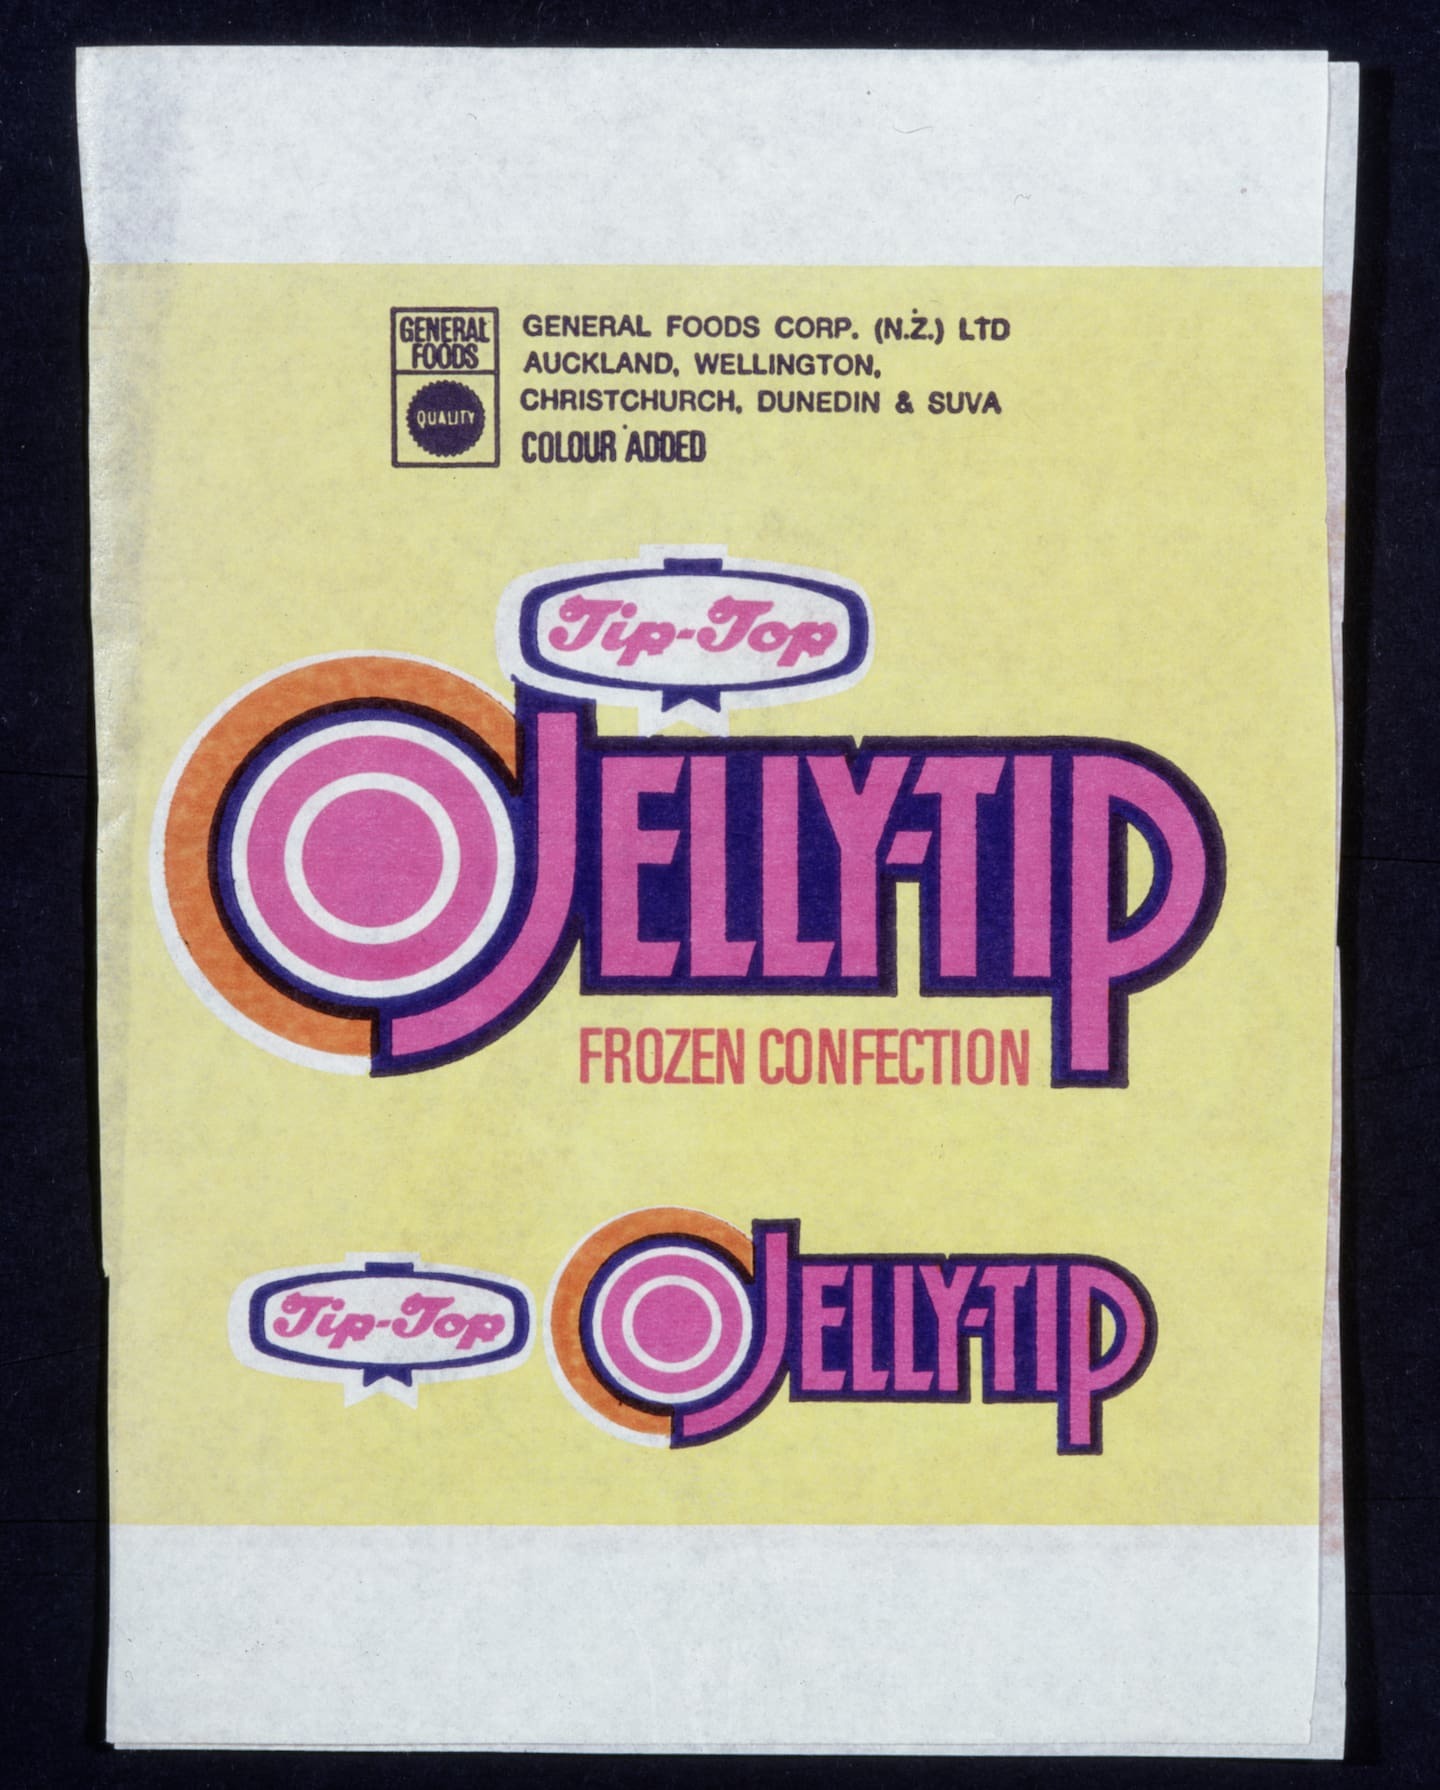 GENERAL
FOODS
QUALITY
GENERAL FOODS CORP. (N.Z.) LTD
AUCKLAND, WELLINGTON,
CHRISTCHURCH, DUNEDIN & SUVA
COLOUR ADDED
Tip-Top
JELLY-TIP
FROZEN CONFECTION
Tip-Top
JELLY-TIP